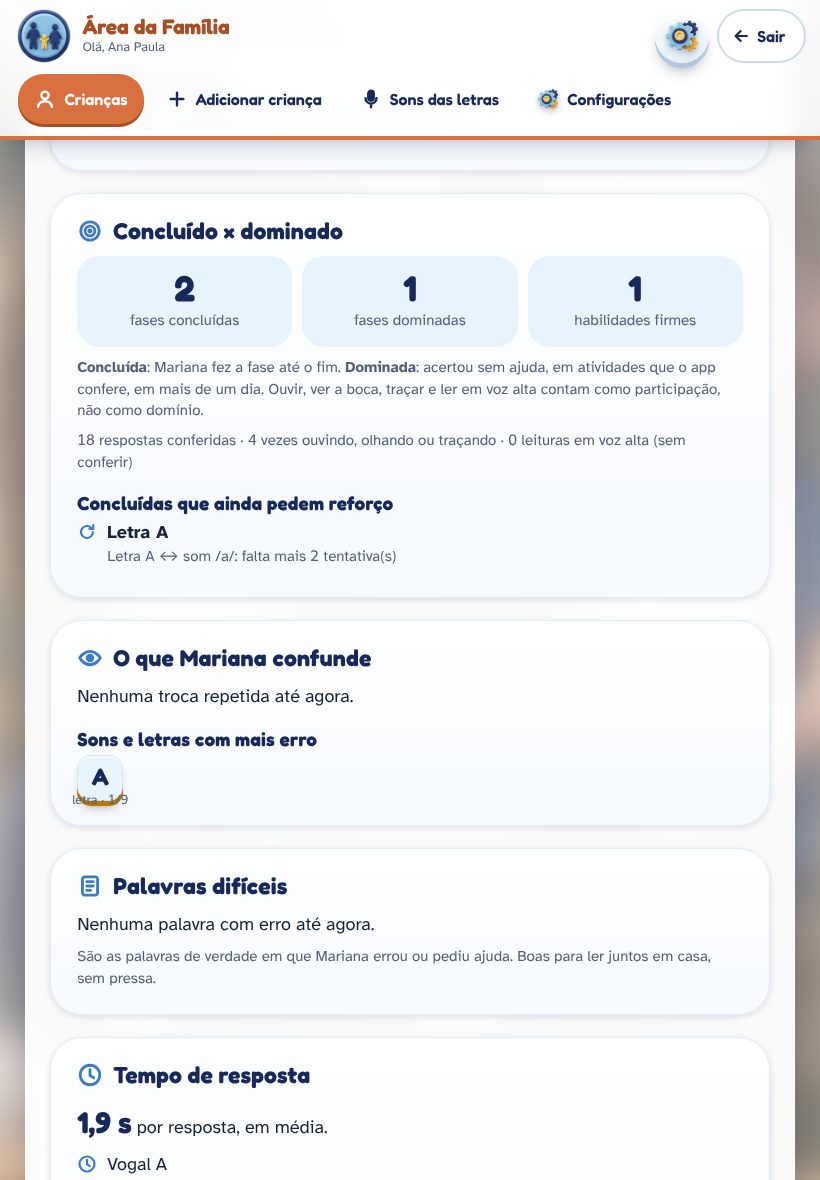 Área da Família
Olá, Ana Paula
Sair
Crianças
Adicionar criança
Sons das letras
Configurações
Concluído × dominado
2
fases concluídas
1
fases dominadas
1
habilidades firmes
Concluída: Mariana fez a fase até o fim. Dominada: acertou sem ajuda, em atividades que o app
confere, em mais de um dia. Ouvir, ver a boca, traçar e ler em voz alta contam como participação,
não como domínio.
18 respostas conferidas · 4 vezes ouvindo, olhando ou traçando · 0 leituras em voz alta (sem
conferir)
Concluídas que ainda pedem reforço
Letra A
Letra A ↔ som /a/: falta mais 2 tentativa(s)
O que Mariana confunde
Nenhuma troca repetida até agora.
Sons e letras com mais erro
A
letra · 1/9
Palavras difíceis
Nenhuma palavra com erro até agora.
São as palavras de verdade em que Mariana errou ou pediu ajuda. Boas para ler juntos em casa,
sem pressa.
Tempo de resposta
1,9 s por resposta, em média.
Vogal A